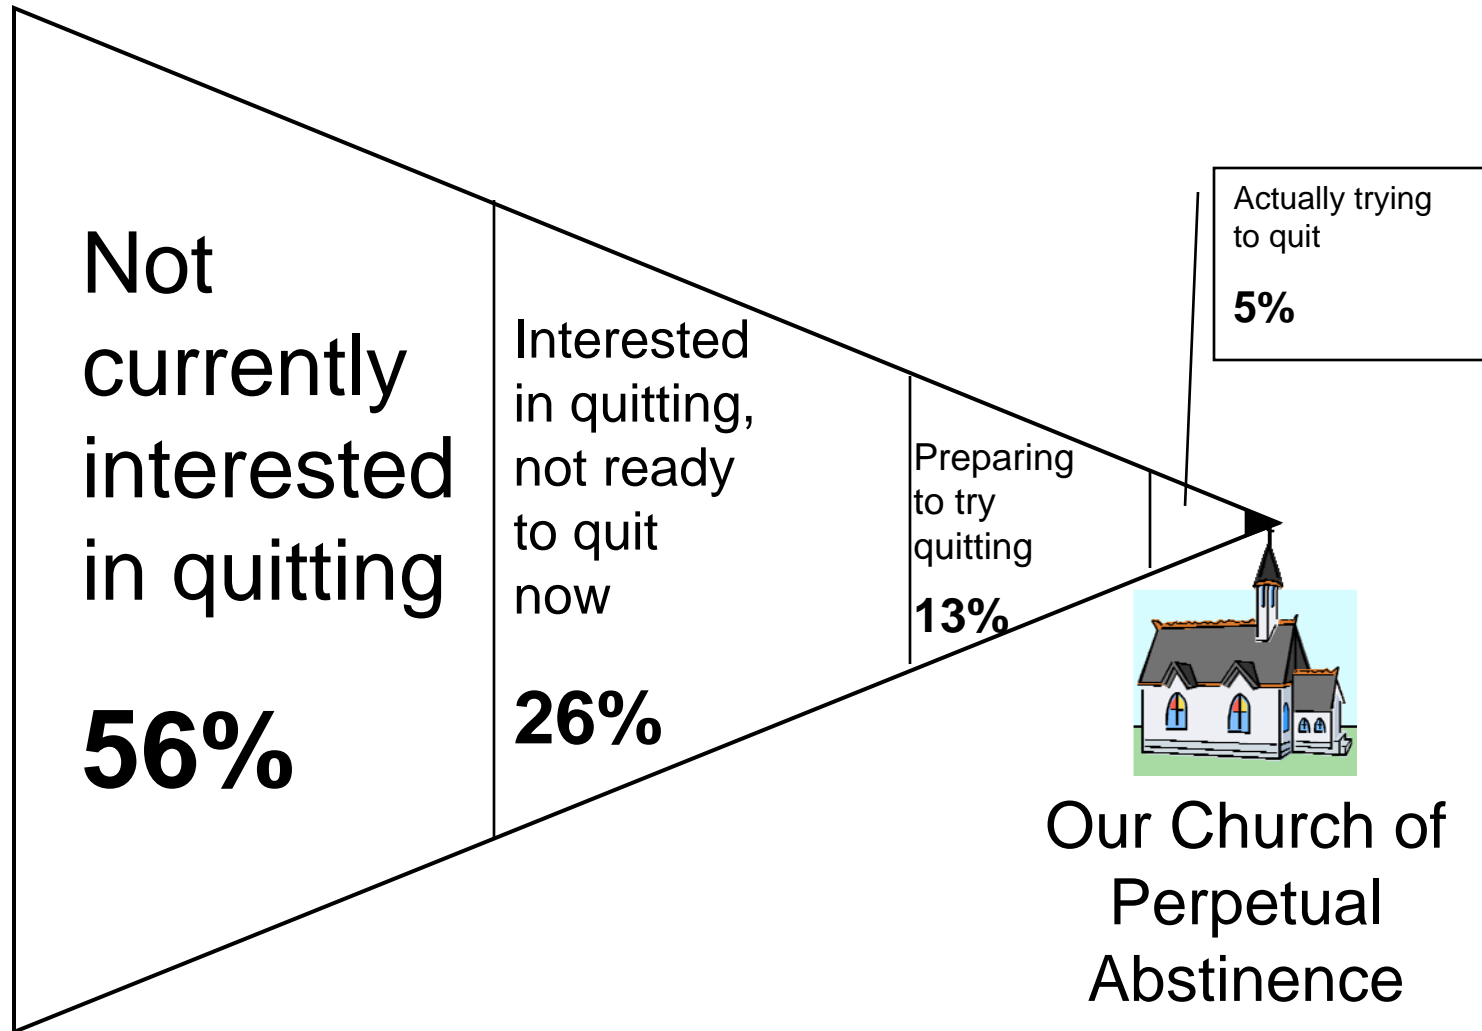 Not
currently
interested
in quitting
56%
Interested
in quitting,
not ready
to quit
now
26%
Preparing
to try
quitting
13%
Actually trying
to quit
5%
Our Church of
Perpetual
Abstinence